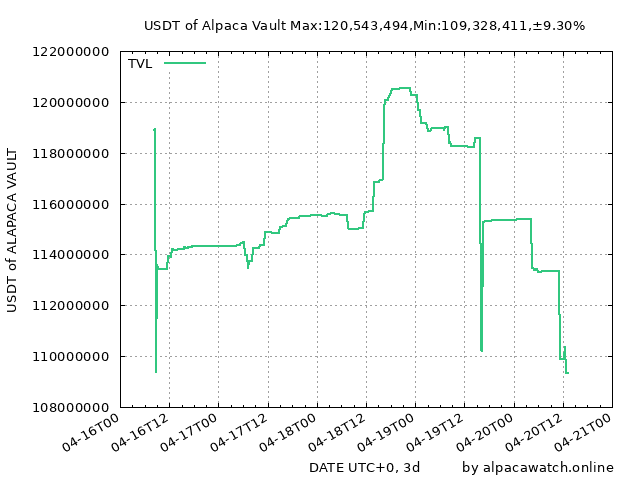 USDT of Alpaca Vault Max:120,543,494,Min:109,328,411,±9.30%
TVL
122000000
120000000
118000000
116000000
114000000
112000000
110000000
108000000
USDT of ALAPACA VAULT
04-16T00
04-16T12
04-17T00
04-17T12
04-18T00
04-18T12
04-19T00
04-19T12
04-20T00
04-20T12
04-21T00
DATE UTC+0, 3d by alpacawatch.online